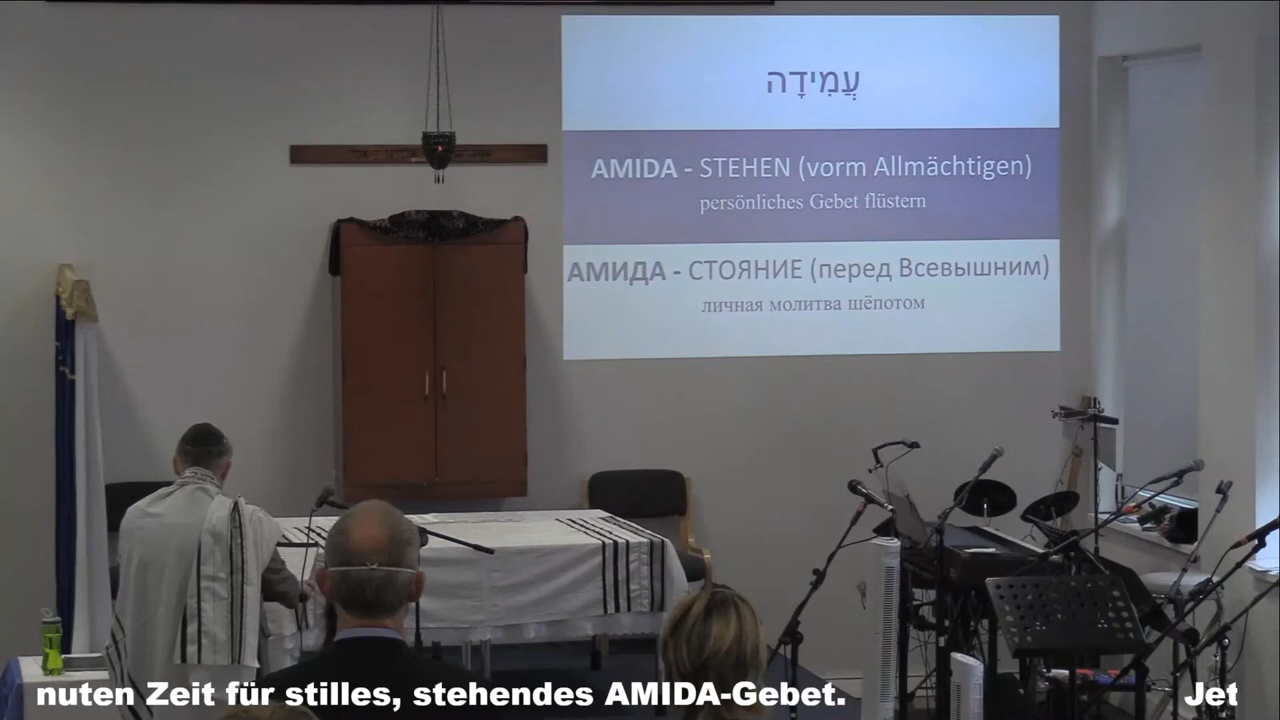 עֲמִידָה
AMIDA - STEHEN (vorm Allmächtigen)
persönliches Gebet flüstern
АМИДА - СТОЯНИЕ (перед Всевышним)
личная молитва шёпотом
nuten Zeit für stilles, stehendes AMIDA-Gebet. Jet